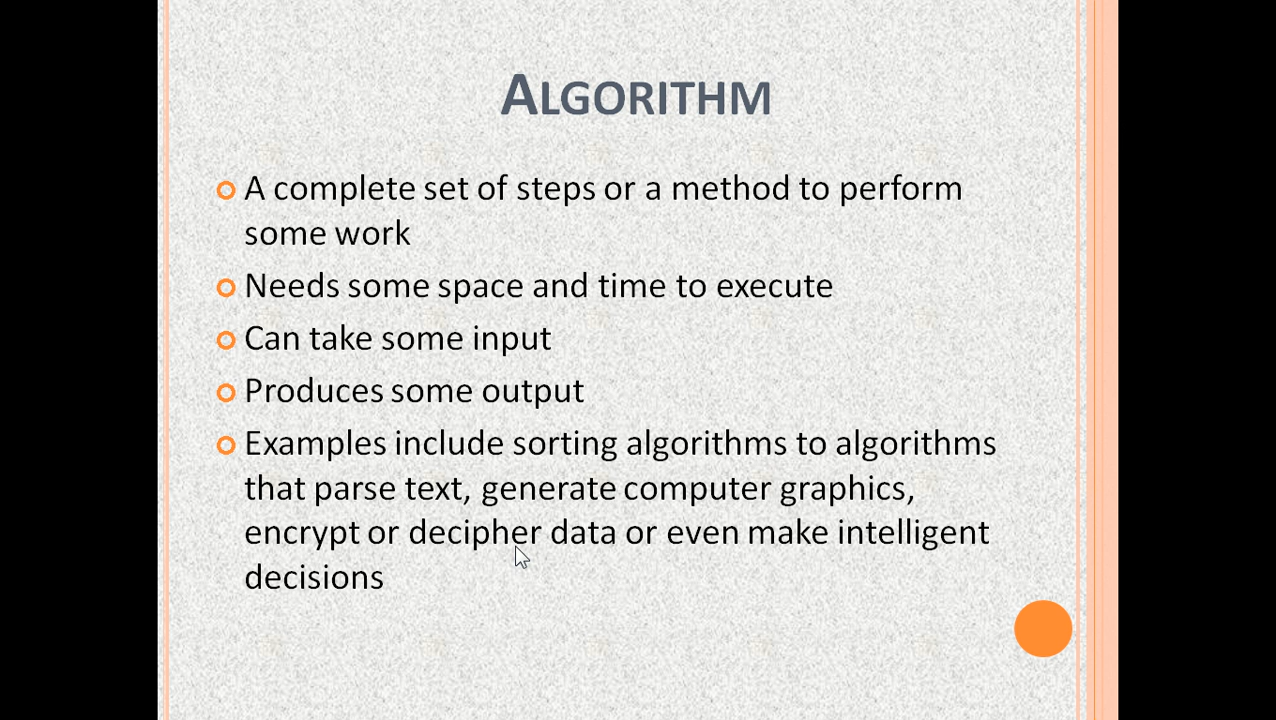 ALGORITHM
A complete set of steps or a method to perform
some work
Needs some space and time to execute
Can take some input
Produces some output
Examples include sorting algorithms to algorithms
that parse text, generate computer graphics,
encrypt or decipher data or even make intelligent
decisions